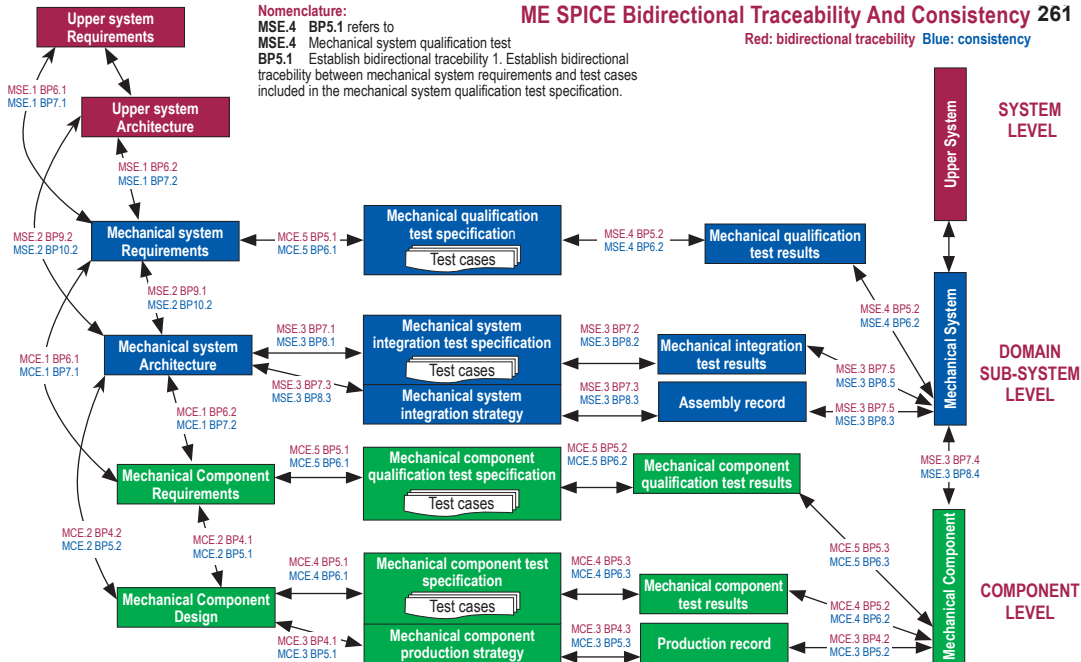 Nomenclature:
MSE.4 BP5.1 refers to
MSE.4 Mechanical system qualification test
BP5.1 Establish bidirectional tracebility 1. Establish bidirectional
tracebility between mechanical system requirements and test cases
included in the mechanical system qualification test specification.
ME SPICE Bidirectional Traceability And Consistency 261
Red: bidirectional tracebility Blue: consistency
Upper system
Requirements
MSE.1 BP6.1
MSE.1 BP7.1
Upper system
Architecture
MSE.1 BP6.2
MSE.1 BP7.2
Upper System
SYSTEM
LEVEL
MSE.2 BP9.2
MSE.2 BP10.2
Mechanical system
Requirements
MCE.5 BP5.1
MCE.5 BP6.1
Mechanical qualification
test specification
Test cases
MSE.4 BP5.2
MSE.4 BP6.2
Mechanical qualification
test results
MSE.4 BP5.2
MSE.4 BP6.2
MSE.2 BP9.1
MSE.2 BP10.2
Mechanical System
DOMAIN
SUB-SYSTEM
LEVEL
MCE.1 BP6.1
MCE.1 BP7.1
Mechanical system
Architecture
MSE.3 BP7.1
MSE.3 BP8.1
Mechanical system
integration test specification
Test cases
MSE.3 BP7.2
MSE.3 BP8.2
Mechanical integration
test results
MSE.3 BP7.5
MSE.3 BP8.5
MSE.3 BP7.3
MSE.3 BP8.3
Mechanical system
integration strategy
MSE.3 BP7.3
MSE.3 BP8.3
Assembly record
MSE.3 BP7.5
MSE.3 BP8.3
MCE.1 BP6.2
MCE.1 BP7.2
MSE.3 BP7.4
MSE.3 BP8.4
Mechanical Component
Requirements
MCE.5 BP5.1
MCE.5 BP6.1
Mechanical component
qualification test specification
Test cases
MCE.5 BP5.2
MCE.5 BP6.2
Mechanical component
qualification test results
MCE.5 BP5.3
MCE.5 BP6.3
MCE.2 BP4.2
MCE.2 BP5.2
MCE.2 BP4.1
MCE.2 BP5.1
Mechanical Component
COMPONENT
LEVEL
Mechanical Component
Design
MCE.4 BP5.1
MCE.4 BP6.1
Mechanical component test
specification
Test cases
MCE.4 BP5.3
MCE.4 BP6.3
Mechanical component
test results
MCE.4 BP5.2
MCE.4 BP6.2
MCE.3 BP4.1
MCE.3 BP5.1
Mechanical component
production strategy
MCE.3 BP4.3
MCE.3 BP5.3
Production record
MCE.3 BP4.2
MCE.3 BP5.2